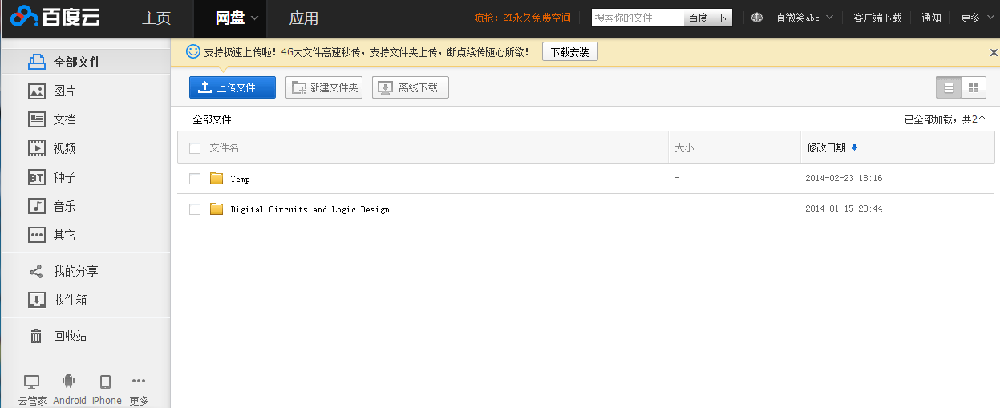 百度云 主页 网盘 应用 疯抢：2T永久免费空间 搜索你的文件 百度一下 一直微笑abc 客户端下载 通知 更多
支持极速上传啦！4G大文件高速秒传，支持文件夹上传，断点续传随心所欲！ 下载安装
全部文件
图片
文档
视频
BT 种子
音乐
其它
我的分享
收件箱
回收站
云管家 Android iPhone 更多
上传文件 新建文件夹 离线下载
全部文件 已全部加载，共2个
文件名 大小 修改日期
Temp - 2014-02-23 18:16
Digital Circuits and Logic Design - 2014-01-15 20:44